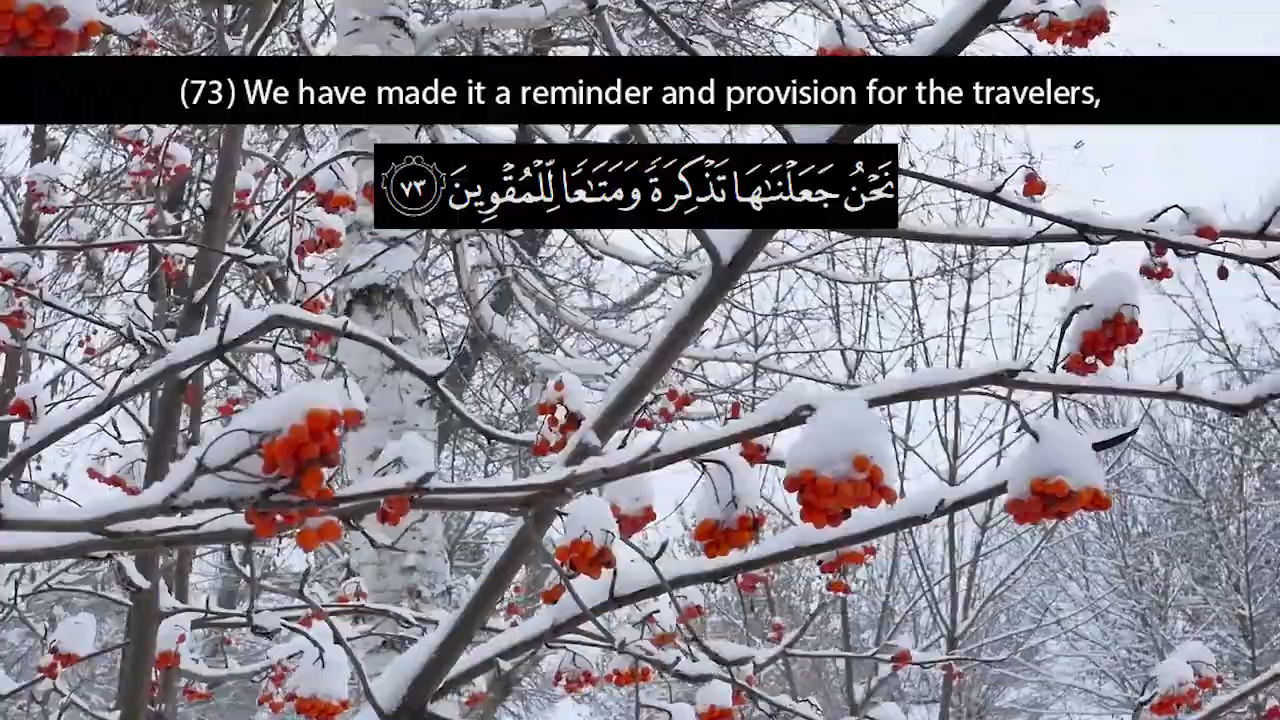 (73) We have made it a reminder and provision for the travelers,
نَحْنُ جَعَلْنَـٰهَا تَذْكِرَةً وَمَتَـٰعًا لِّلْمُقْوِينَ ٧٣